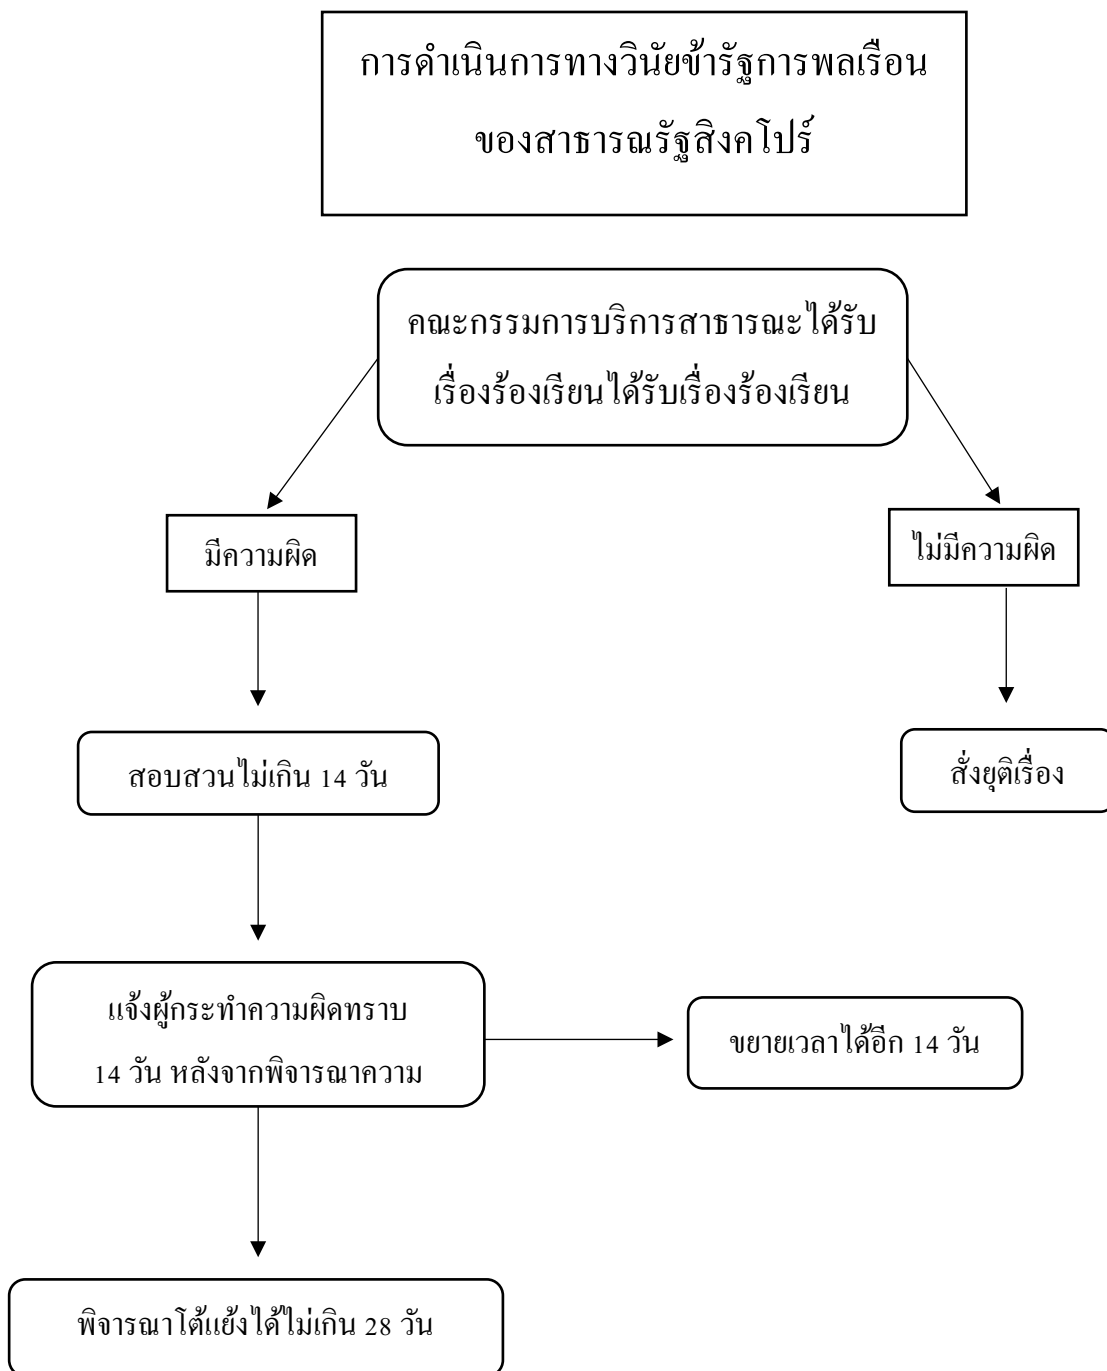 การดำเนินการทางวินัยข้ารัฐการพลเรือน
ของสาธารณรัฐสิงคโปร์
คณะกรรมการบริการสาธารณะได้รับ
เรื่องร้องเรียนได้รับเรื่องร้องเรียน
มีความผิด
ไม่มีความผิด
สอบสวนไม่เกิน 14 วัน
สั่งยุติเรื่อง
แจ้งผู้กระทำความผิดทราบ
14 วัน หลังจากพิจารณาความ
ขยายเวลาได้อีก 14 วัน
พิจารณาโต้แย้งได้ไม่เกิน 28 วัน